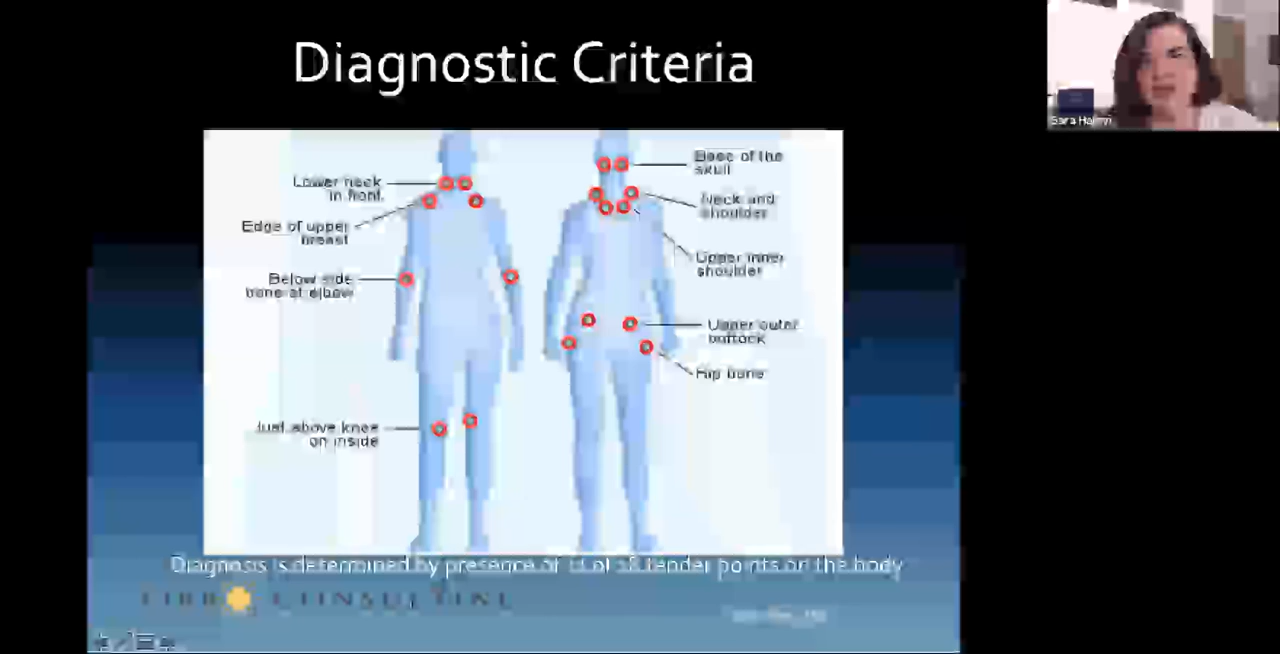 Diagnostic Criteria
Lower neck
in front
Edge of upper
breast
Below side
bone at elbow
Just above knee
on inside
Base of the
skull
Neck and
shoulder
Upper inner
shoulder
Upper outer
buttock
Hip bone
Diagnosis is determined by presence of 11 of 18 tender points on the body
Sara